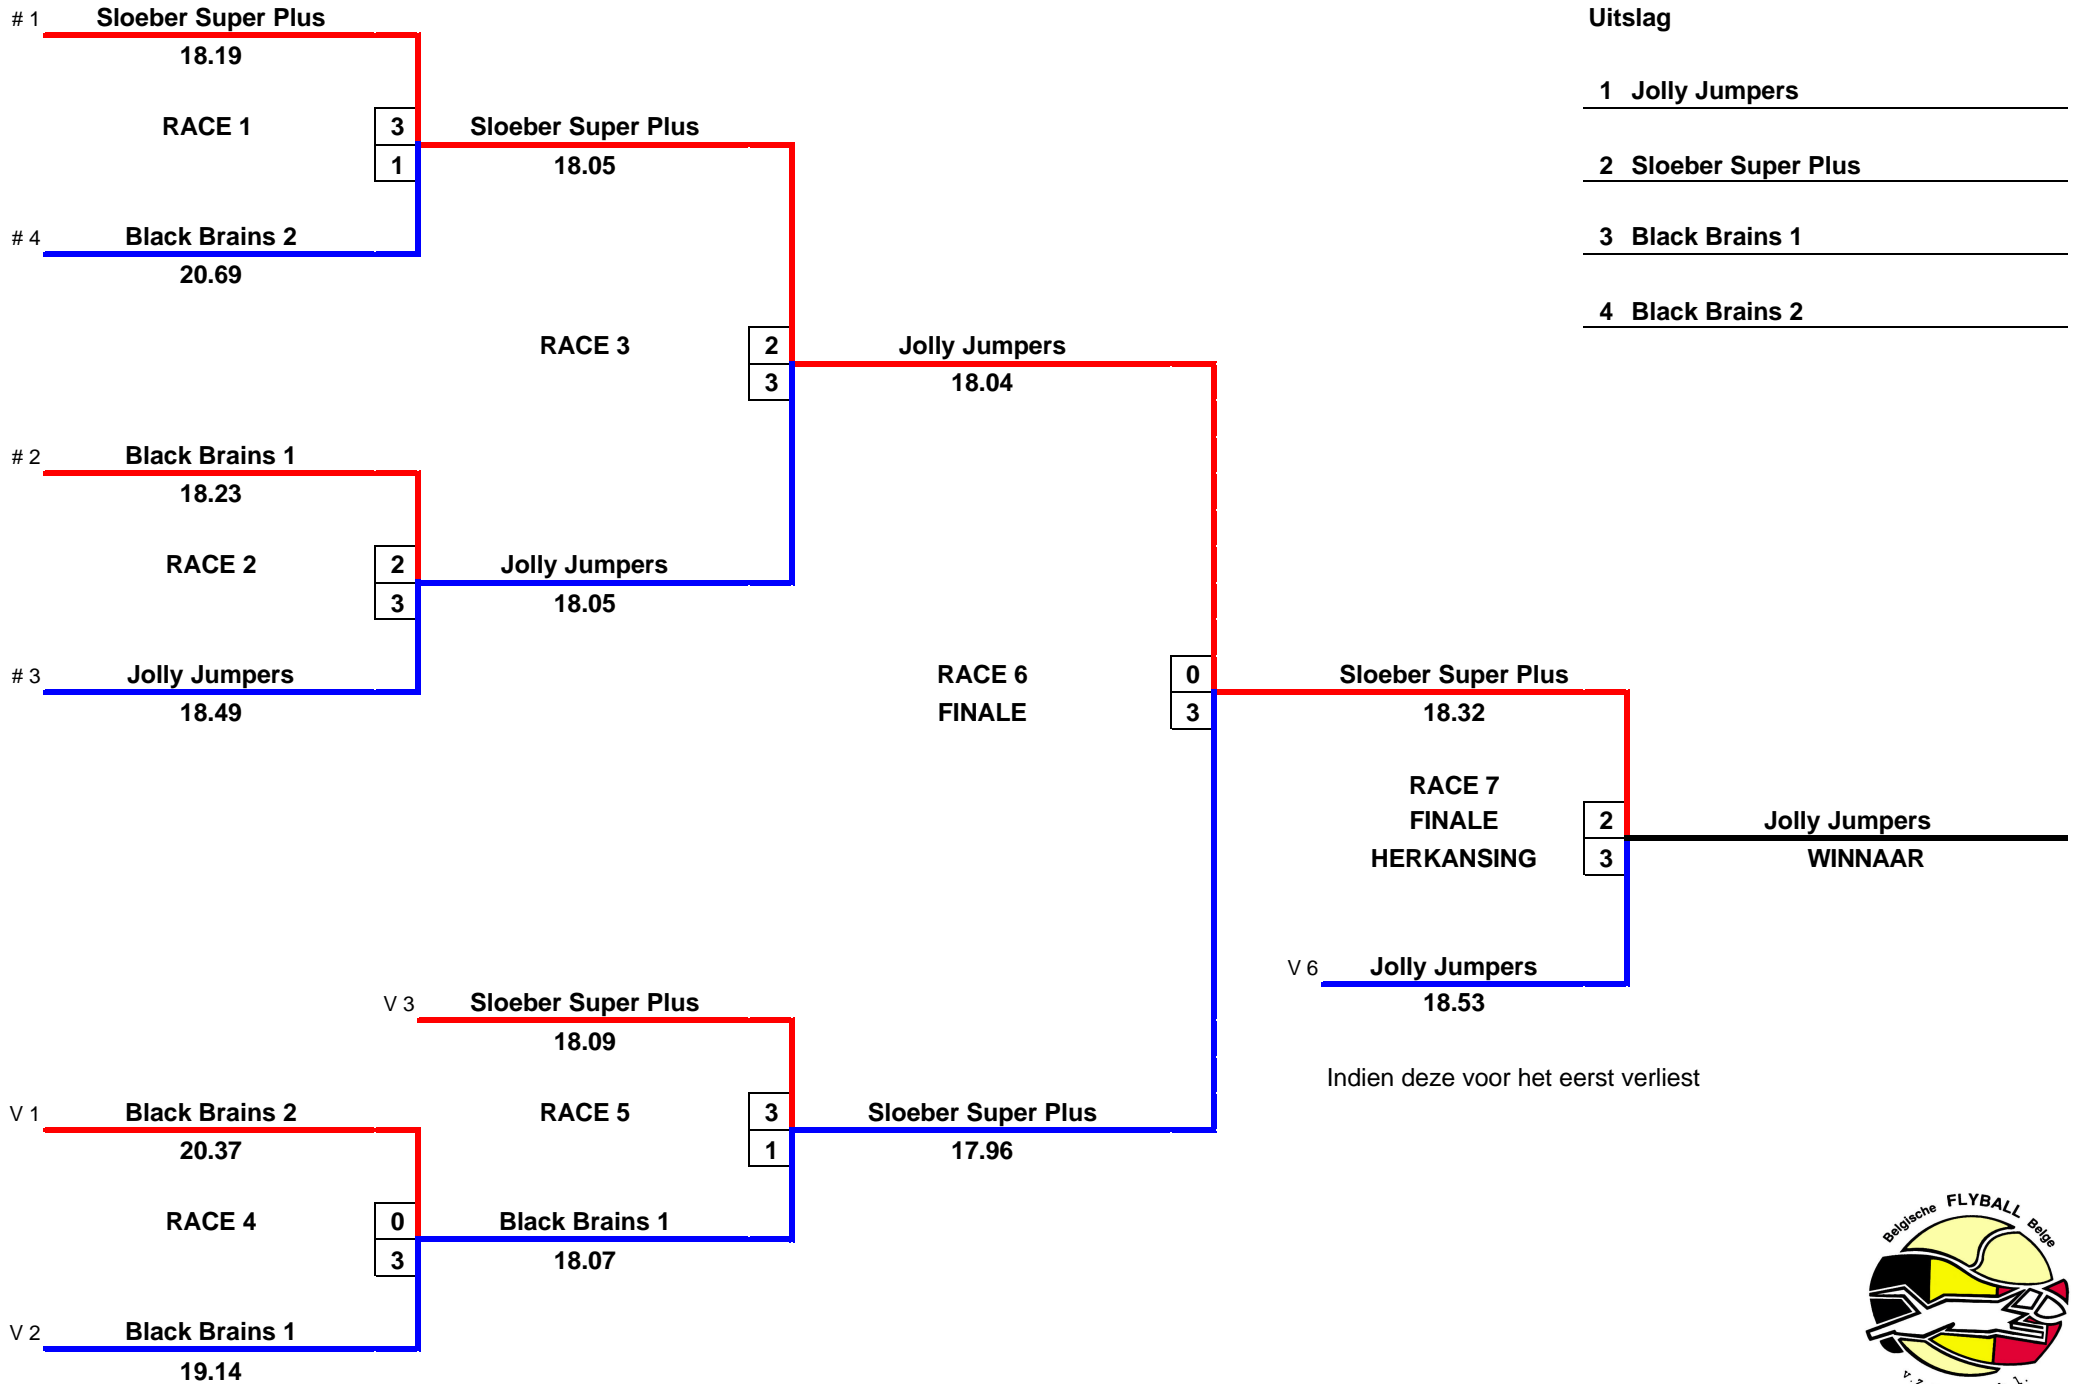 # 1 Sloeber Super Plus
18.19
RACE 1 3
1
# 4 Black Brains 2
20.69
Sloeber Super Plus
18.05
RACE 3 2
3
# 2 Black Brains 1
18.23
RACE 2 2
3
# 3 Jolly Jumpers
18.49
Jolly Jumpers
18.05
Jolly Jumpers
18.04
RACE 6 0
FINALE 3
Sloeber Super Plus
18.32
RACE 7
FINALE 2
HERKANSING 3
Jolly Jumpers
WINNAAR
V 6 Jolly Jumpers
18.53
Indien deze voor het eerst verliest
V 3 Sloeber Super Plus
18.09
RACE 5 3
1
Sloeber Super Plus
17.96
V 1 Black Brains 2
20.37
RACE 4 0
3
V 2 Black Brains 1
19.14
Black Brains 1
18.07
Uitslag
1 Jolly Jumpers
2 Sloeber Super Plus
3 Black Brains 1
4 Black Brains 2
Belgische FLYBALL Belge